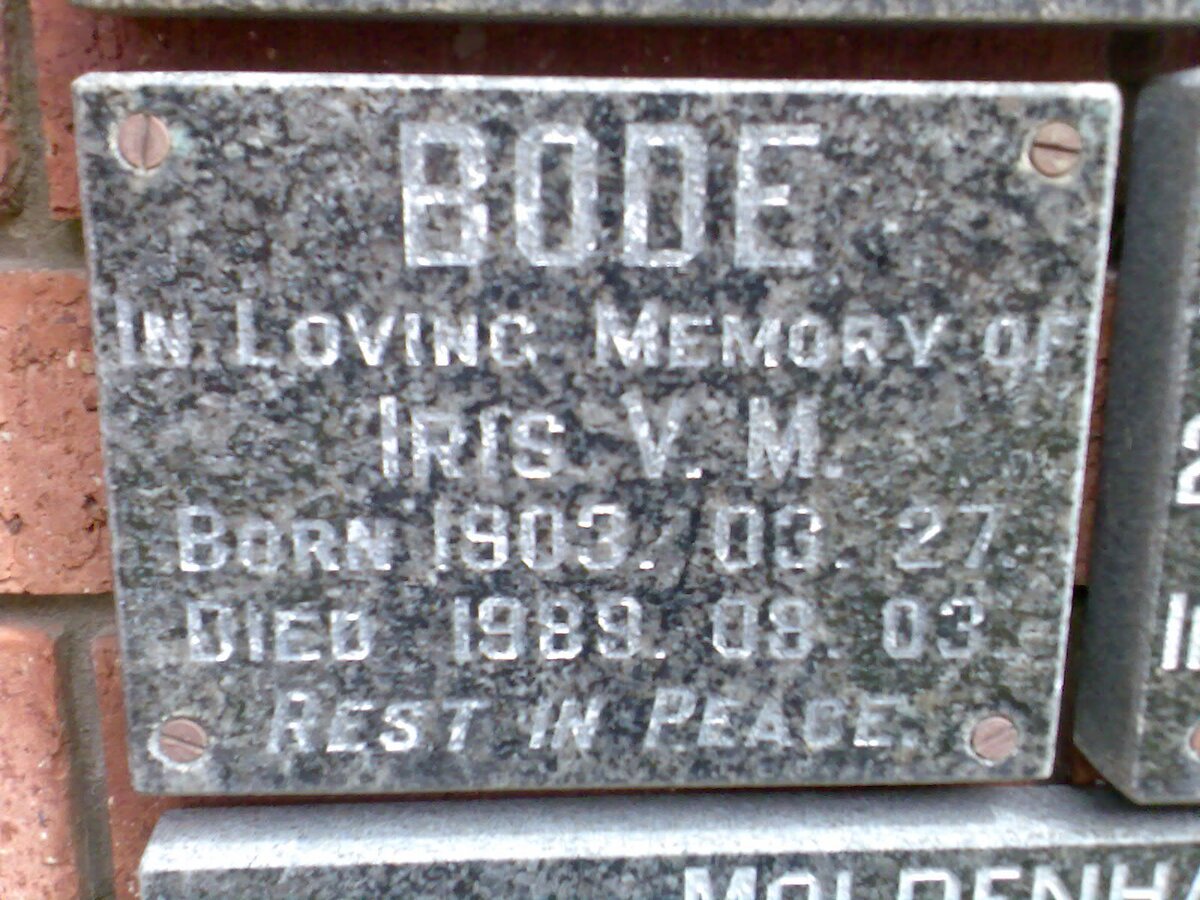 BODE
IN LOVING MEMORY OF
IRIS V. M.
BORN 1903. 03. 27.
DIED 1989. 08. 03.
REST IN PEACE.